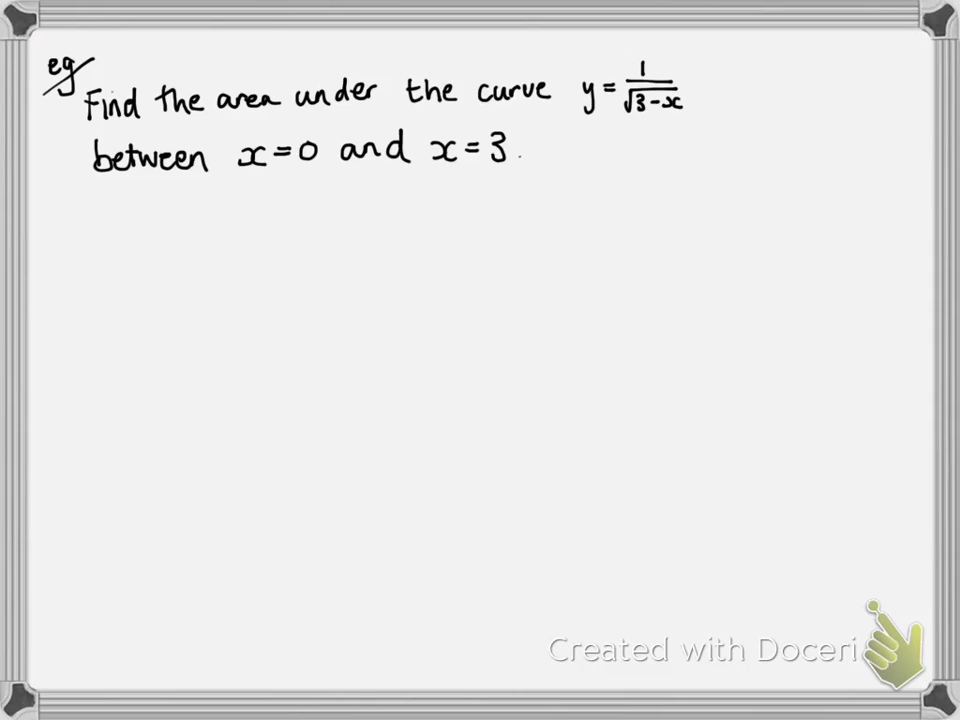 eg Find the area under the curve y = 1/√(3-x)
between x = 0 and x = 3.
Created with Doceri